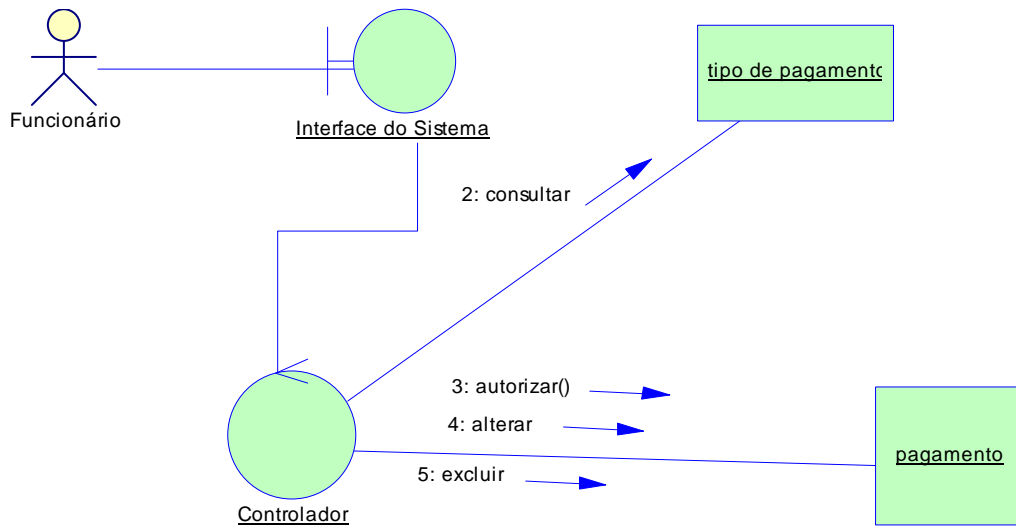 Funcionário
Interface do Sistema
tipo de pagamento
2: consultar
3: autorizar()
4: alterar
5: excluir
pagamento
Controlador